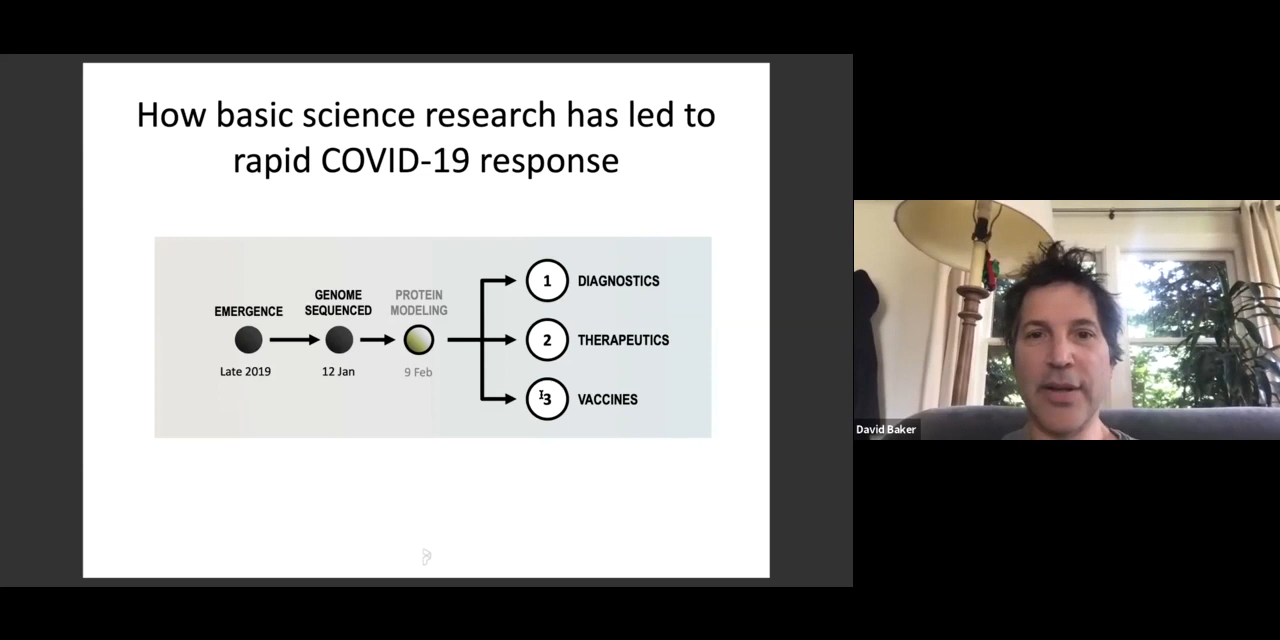 How basic science research has led to
rapid COVID-19 response
EMERGENCE
Late 2019
GENOME
SEQUENCED
12 Jan
PROTEIN
MODELING
9 Feb
1 DIAGNOSTICS
2 THERAPEUTICS
3 VACCINES
David Baker